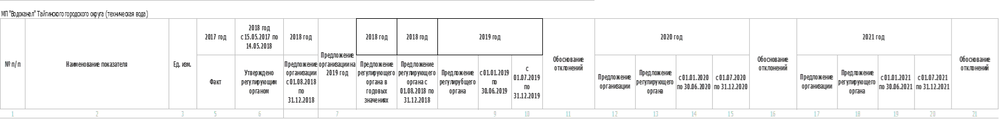 МП "Водоканал" Тайгинского городского округа (техническая вода)
№ п/п
Наименование показателя
Ед. изм.
2017 год
Факт
2018 год
с 15.05.2017 по
14.05.2018
Утверждено
регулирующим
органом
2018 год
Предложение
организации
с 01.08.2018
по
31.12.2018
Предложение
организации на
2019 год
2018 год
Предложение
регулирующего
органа в
годовых
значениях
2018 год
Предложение
регулирующего
органа с
01.08.2018 по
31.12.2018
2019 год
Предложение
регулирубщего
органа
с 01.01.2019
по
30.06.2019
с
01.07.2019
по
31.12.2019
Обоснование
отклонений
2020 год
Предложение
организации
Предложение
регулирующего
органа
с 01.01.2020
по 30.06.2020
с 01.07.2020
по 31.12.2020
Обоснование
отклонений
2021 год
Предложение
организации
Предложение
регулирующего
органа
с 01.01.2021
по 30.06.2021
с 01.07.2021
по 31.12.2021
Обоснование
отклонений
1 2 3 5 6 7 9 10 11 12 13 14 15 16 17 18 19 20 21